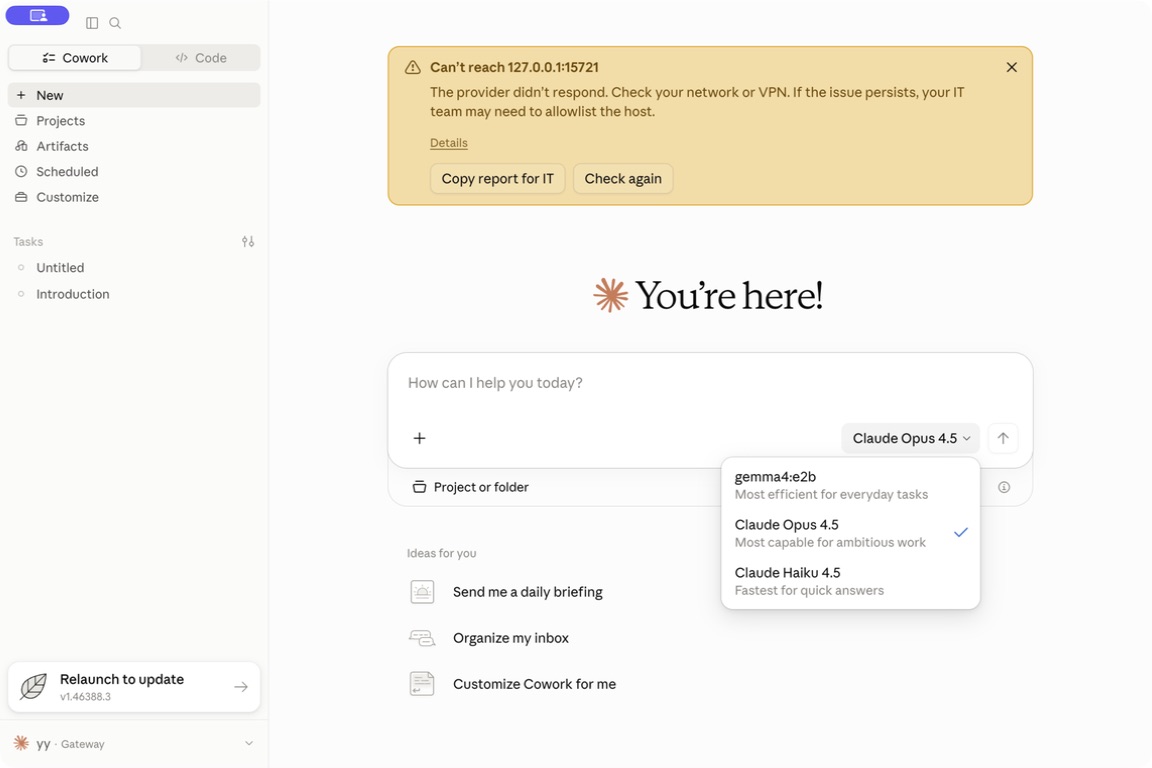 Cowork
Code
New
Projects
Artifacts
Scheduled
Customize
Tasks
Untitled
Introduction
Relaunch to update
v1.46388.3
yy · Gateway
Can't reach 127.0.0.1:15721
The provider didn't respond. Check your network or VPN. If the issue persists, your IT
team may need to allowlist the host.
Details
Copy report for IT
Check again
You're here!
How can I help you today?
Claude Opus 4.5
Project or folder
gemma4:e2b
Most efficient for everyday tasks
Claude Opus 4.5
Most capable for ambitious work
Claude Haiku 4.5
Fastest for quick answers
Ideas for you
Send me a daily briefing
Organize my inbox
Customize Cowork for me